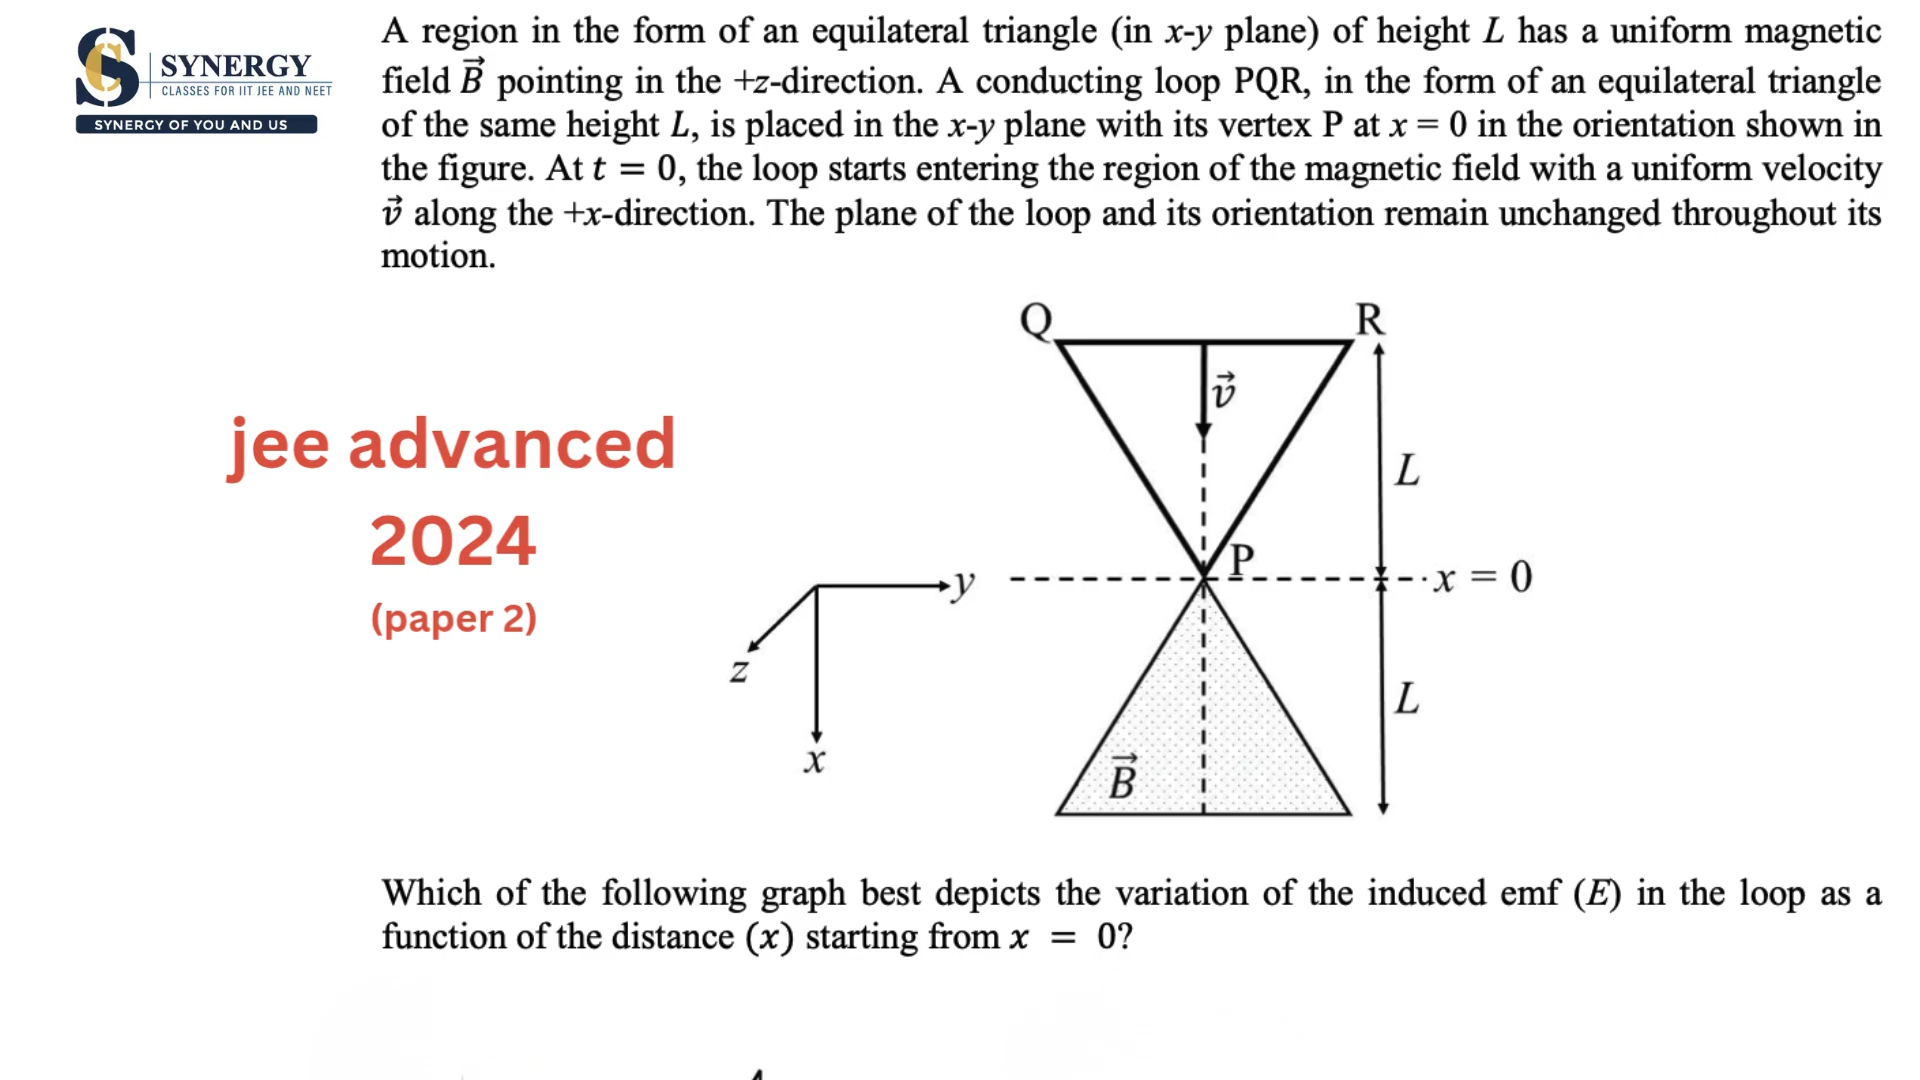 SYNERGY
CLASSES FOR IIT JEE AND NEET
SYNERGY OF YOU AND US
A region in the form of an equilateral triangle (in x-y plane) of height L has a uniform magnetic
field B⃗ pointing in the +z-direction. A conducting loop PQR, in the form of an equilateral triangle
of the same height L, is placed in the x-y plane with its vertex P at x = 0 in the orientation shown in
the figure. At t = 0, the loop starts entering the region of the magnetic field with a uniform velocity
v⃗ along the +x-direction. The plane of the loop and its orientation remain unchanged throughout its
motion.
Q
R
v⃗
L
jee advanced
2024
(paper 2)
P
y
x = 0
z
x
L
B⃗
Which of the following graph best depicts the variation of the induced emf (E) in the loop as a
function of the distance (x) starting from x = 0?